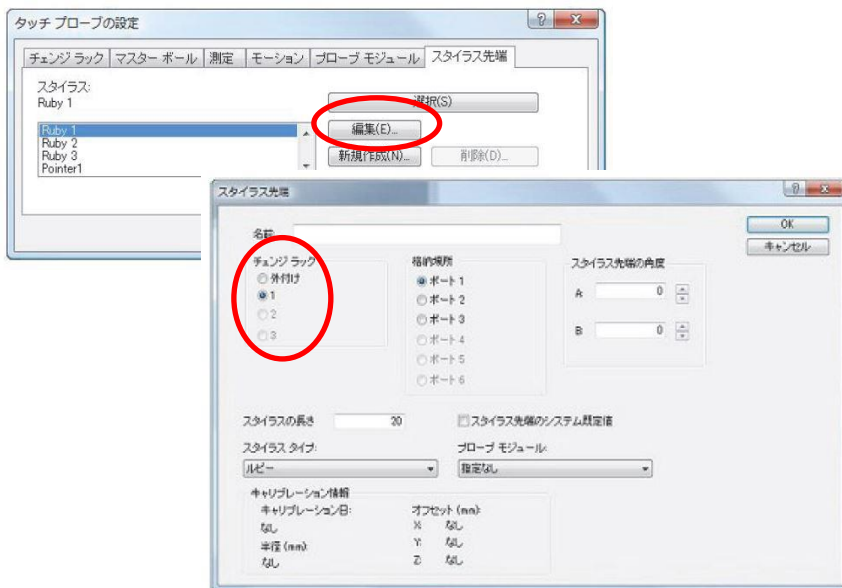 タッチ プローブの設定
チェンジ ラック マスター ボール 測定 モーション プローブ モジュール スタイラス先端
スタイラス:
Ruby 1
選択(S)
Ruby 1
Ruby 2
Ruby 3
Pointer1
編集(E)...
新規作成(N)...
削除(D)...
スタイラス先端
名前:
OK
キャンセル
チェンジ ラック
外付け
1
2
3
格納場所
ポート 1
ポート 2
ポート 3
ポート 4
ポート 5
ポート 6
スタイラス先端の角度
A: 0
B: 0
スタイラスの長さ 20
スタイラス先端のシステム既定値
スタイラス タイプ:
ルビー
プローブ モジュール:
指定なし
キャリブレーション情報
キャリブレーション日:
なし
半径 (mm):
なし
オフセット (mm):
X: なし
Y: なし
Z: なし